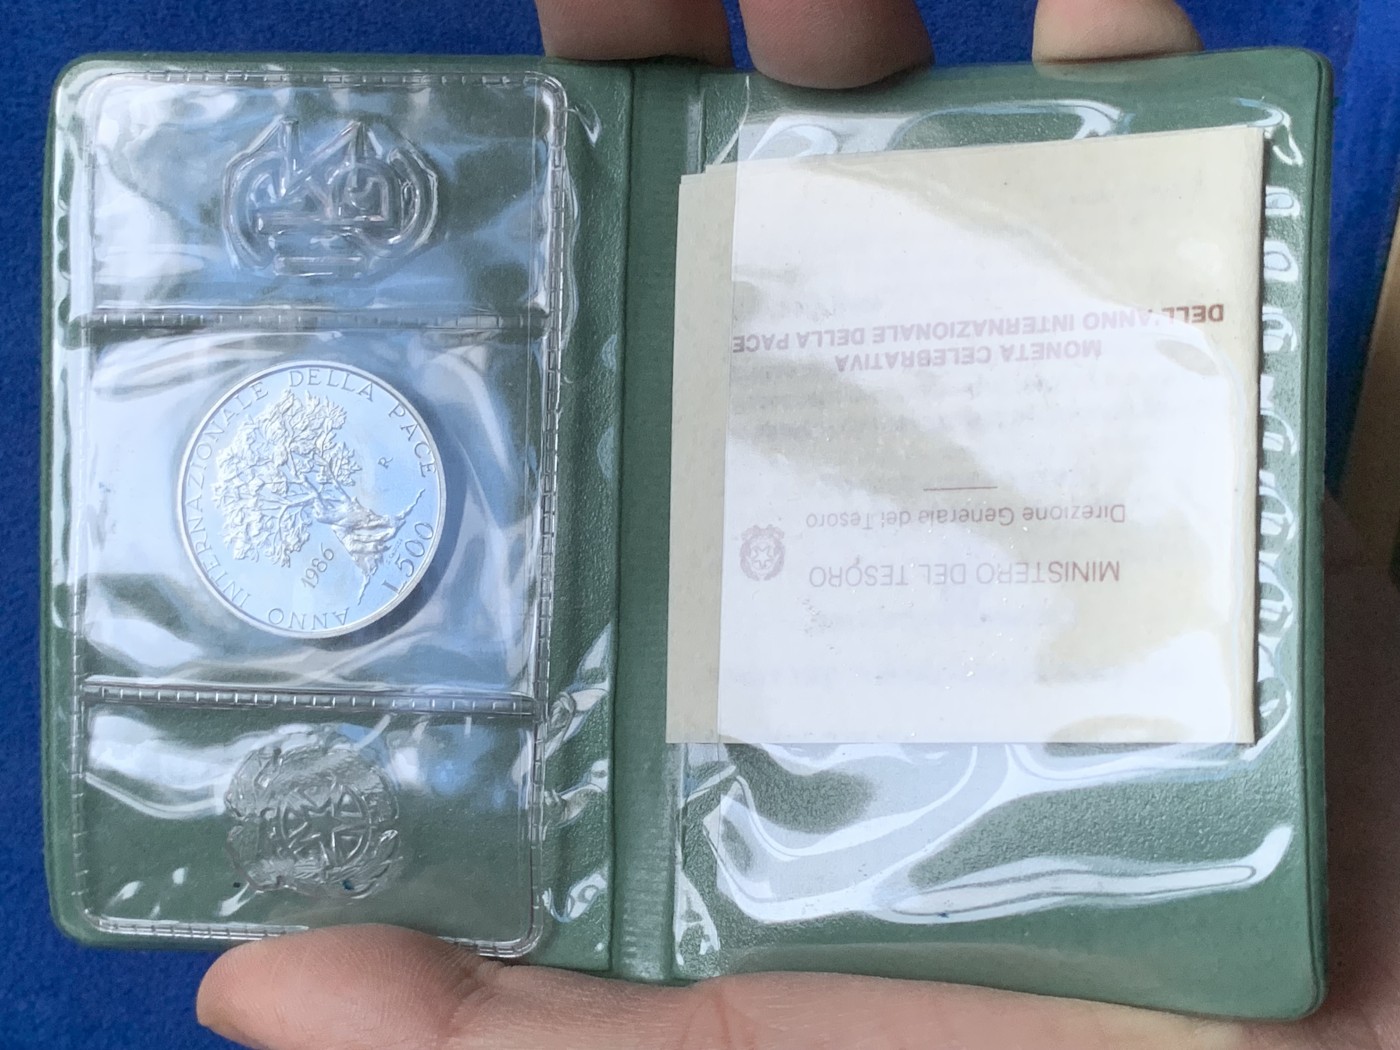 ANNO INTERNAZIONALE DELLA PACE
R
1986
L 500
MINISTERO DEL TESORO
Direzione Generale del Tesoro
MONETA CELEBRATIVA
DELL'ANNO INTERNAZIONALE DELLA PACE